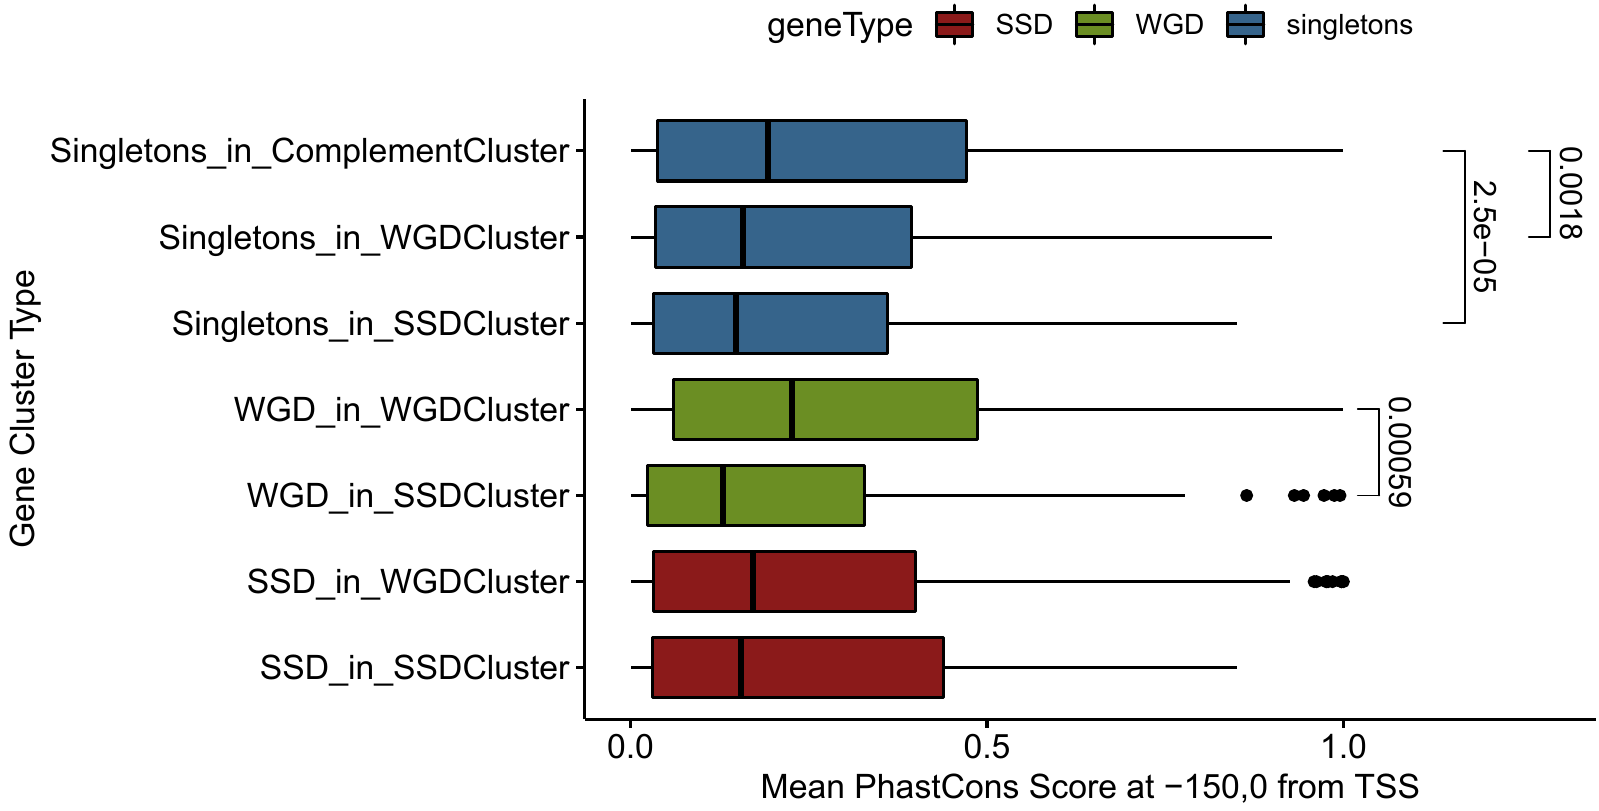 geneType SSD WGD singletons
Singletons_in_ComplementCluster
Singletons_in_WGDCluster
Singletons_in_SSDCluster
WGD_in_WGDCluster
WGD_in_SSDCluster
SSD_in_WGDCluster
SSD_in_SSDCluster
Gene Cluster Type
0.0018
2.5e−05
0.00059
0.0 0.5 1.0
Mean PhastCons Score at −150,0 from TSS